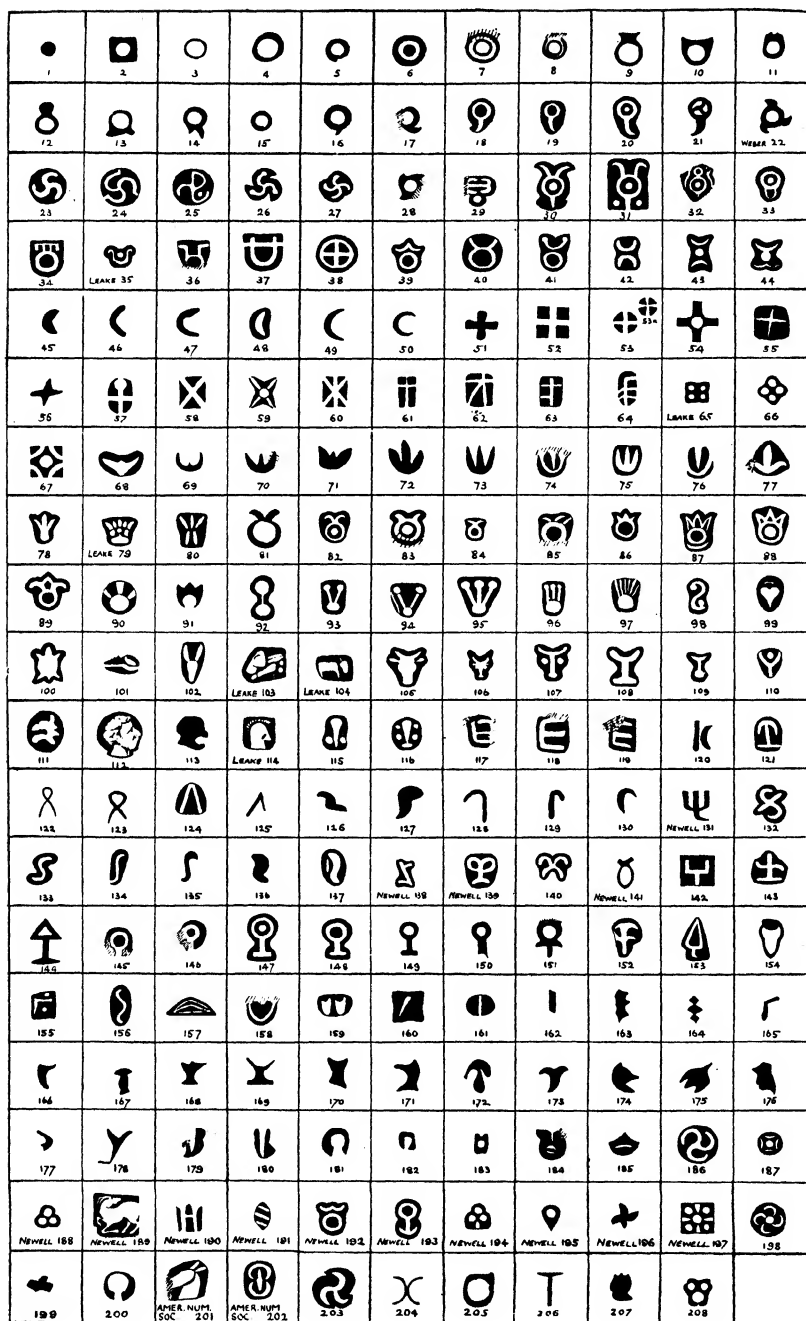 1 2 3 4 5 6 7 8 9 10 11
12 13 14 15 16 17 18 19 20 21 WEBER 22
23 24 25 26 27 28 29 30 31 32 33
34 LEAKE 35 36 37 38 39 40 41 42 43 44
45 46 47 48 49 50 51 52 53 53a 54 55
56 57 58 59 60 61 62 63 64 LEAKE 65 66
67 68 69 70 71 72 73 74 75 76 77
78 LEAKE 79 80 81 82 83 84 85 86 87 88
89 90 91 92 93 94 95 96 97 98 99
100 101 102 LEAKE 103 LEAKE 104 105 106 107 108 109 110
111 112 113 LEAKE 114 115 116 117 118 119 120 121
122 123 124 125 126 127 128 129 130 NEWELL 131 132
133 134 135 136 137 NEWELL 138 NEWELL 139 140 NEWELL 141 142 143
144 145 146 147 148 149 150 151 152 153 154
155 156 157 158 159 160 161 162 163 164 165
166 167 168 169 170 171 172 173 174 175 176
177 178 179 180 181 182 183 184 185 186 187
NEWELL 188 NEWELL 189 NEWELL 190 NEWELL 191 NEWELL 192 NEWELL 193 NEWELL 194 NEWELL 195 NEWELL 196 NEWELL 197 198
199 200 AMER. NUM. SOC. 201 AMER. NUM SOC. 202 203 204 205 206 207 208